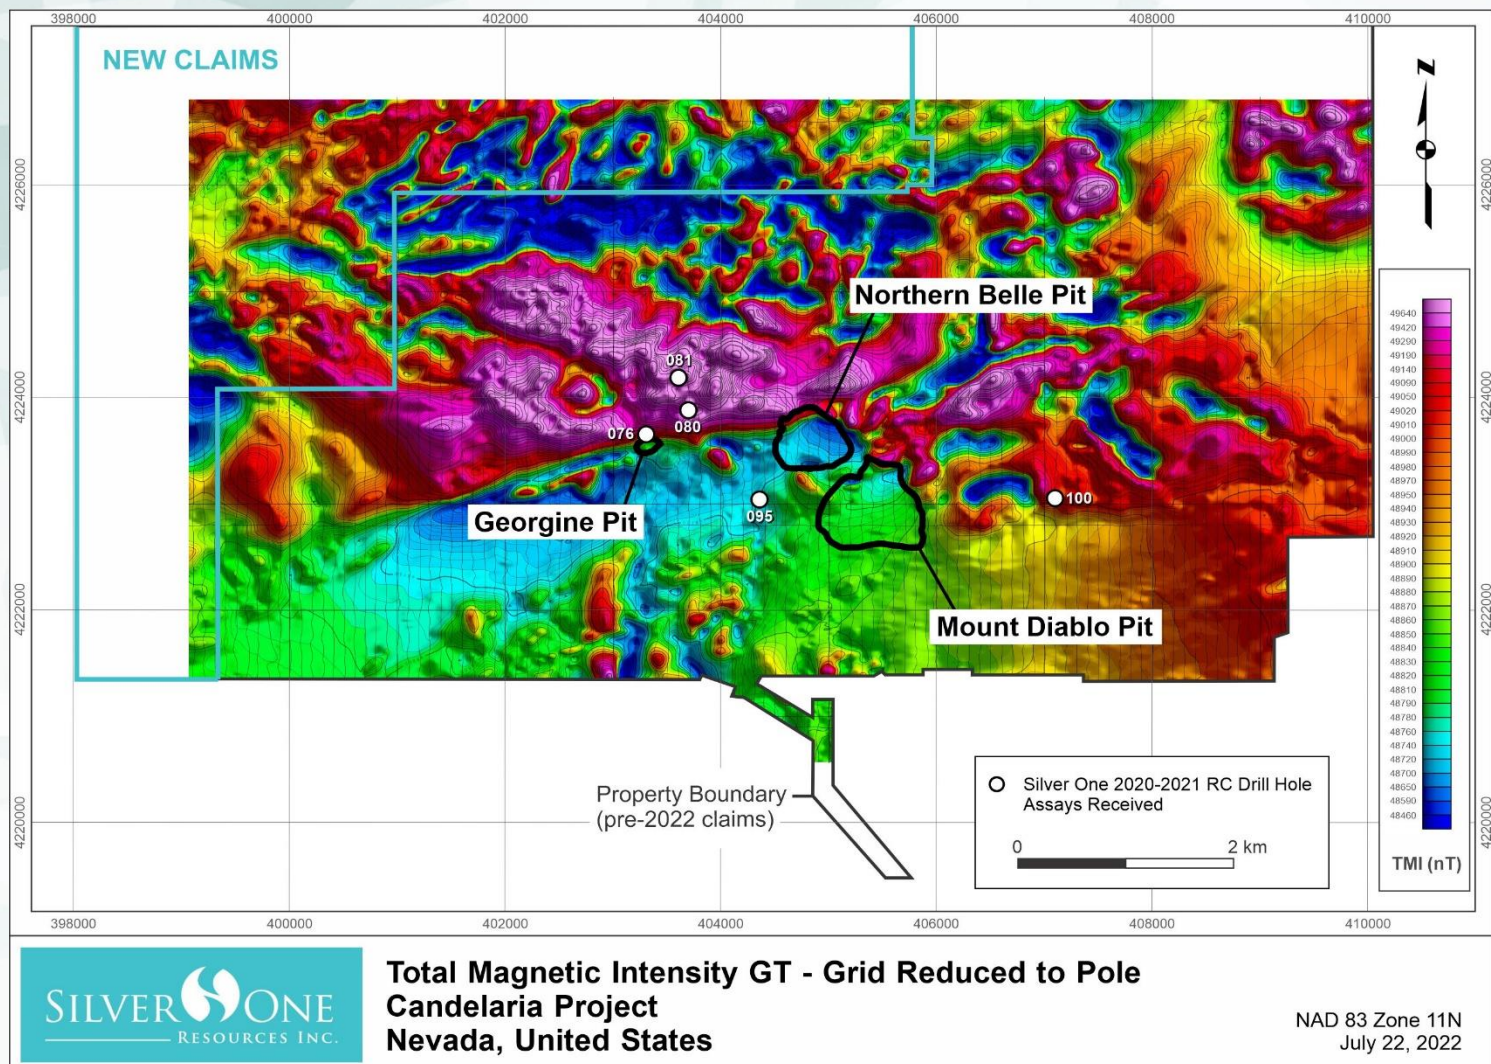 398000 400000 402000 404000 406000 408000 410000
NEW CLAIMS
N
4226000
4224000
4222000
4220000
4226000
4224000
4222000
4220000
Northern Belle Pit
081
080
076
095
100
Georgine Pit
Mount Diablo Pit
Property Boundary
(pre-2022 claims)
Silver One 2020-2021 RC Drill Hole
Assays Received
0 2 km
49640
49420
49290
49190
49140
49090
49050
49020
49010
49000
48990
48980
48970
48950
48940
48930
48920
48910
48900
48890
48880
48870
48860
48850
48840
48830
48820
48810
48790
48780
48760
48740
48720
48700
48650
48590
48460
TMI (nT)
398000 400000 402000 404000 406000 408000 410000
SILVER ONE
RESOURCES INC.
Total Magnetic Intensity GT - Grid Reduced to Pole
Candelaria Project
Nevada, United States
NAD 83 Zone 11N
July 22, 2022